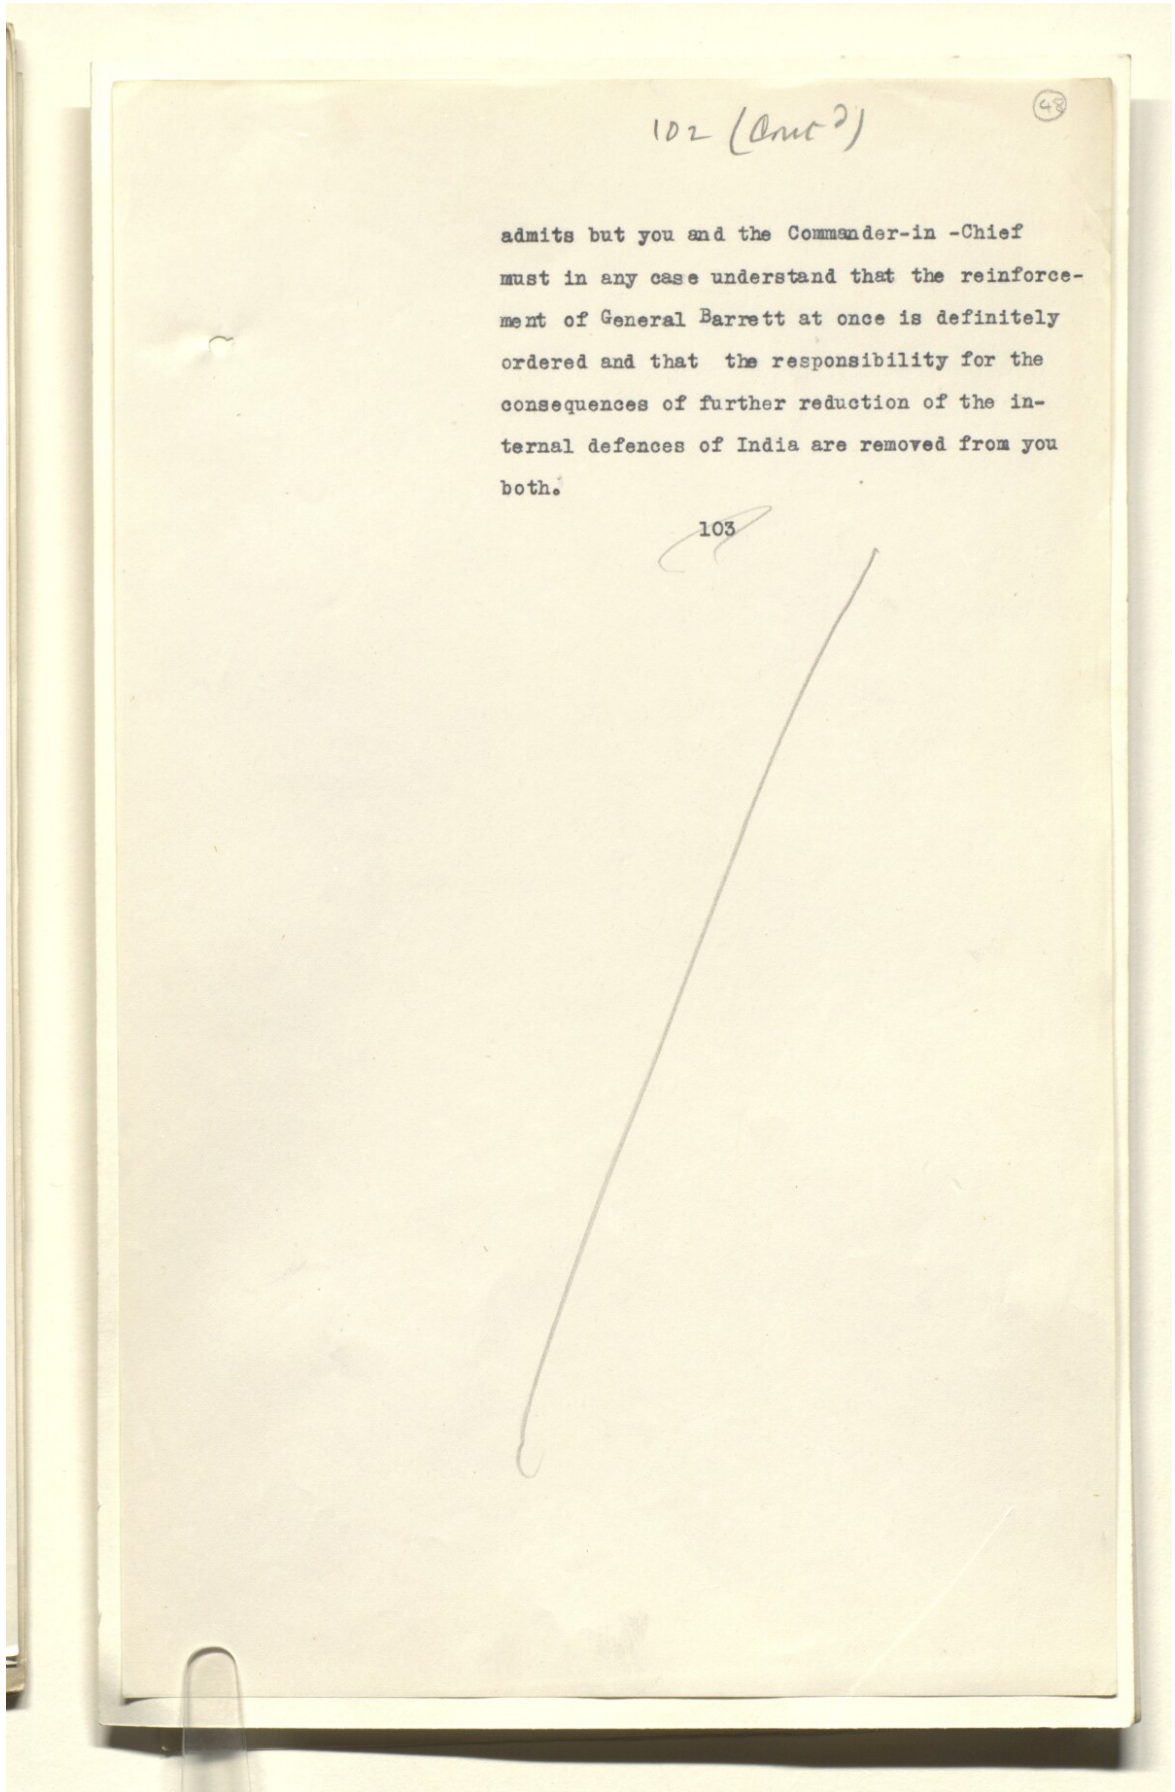 48
102 (Contd)
admits but you and the Commander-in -Chief
must in any case understand that the reinforce-
ment of General Barrett at once is definitely
ordered and that the responsibility for the
consequences of further reduction of the in-
ternal defences of India are removed from you
both.
103